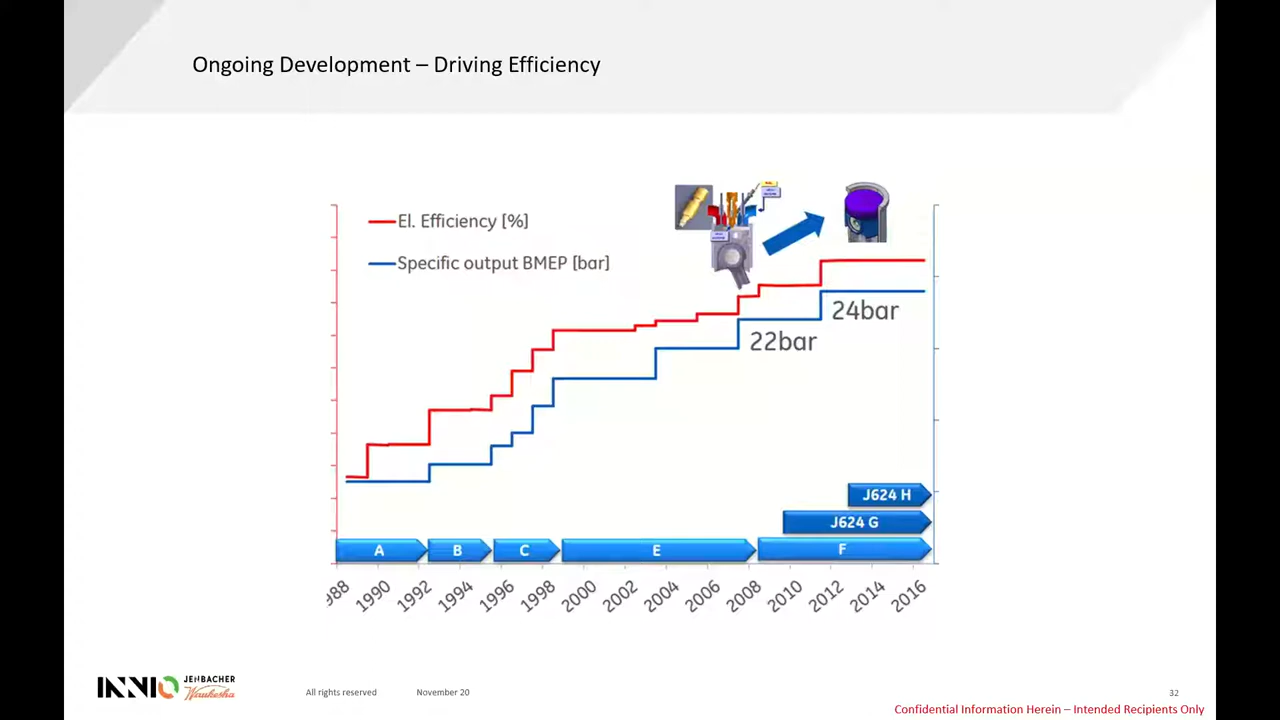 Ongoing Development – Driving Efficiency
El. Efficiency [%]
Specific output BMEP [bar]
24bar
22bar
J624 H
J624 G
A B C E F
988 1990 1992 1994 1996 1998 2000 2002 2004 2006 2008 2010 2012 2014 2016
INNIO JENBACHER
Waukesha
All rights reserved November 20 32
Confidential Information Herein – Intended Recipients Only